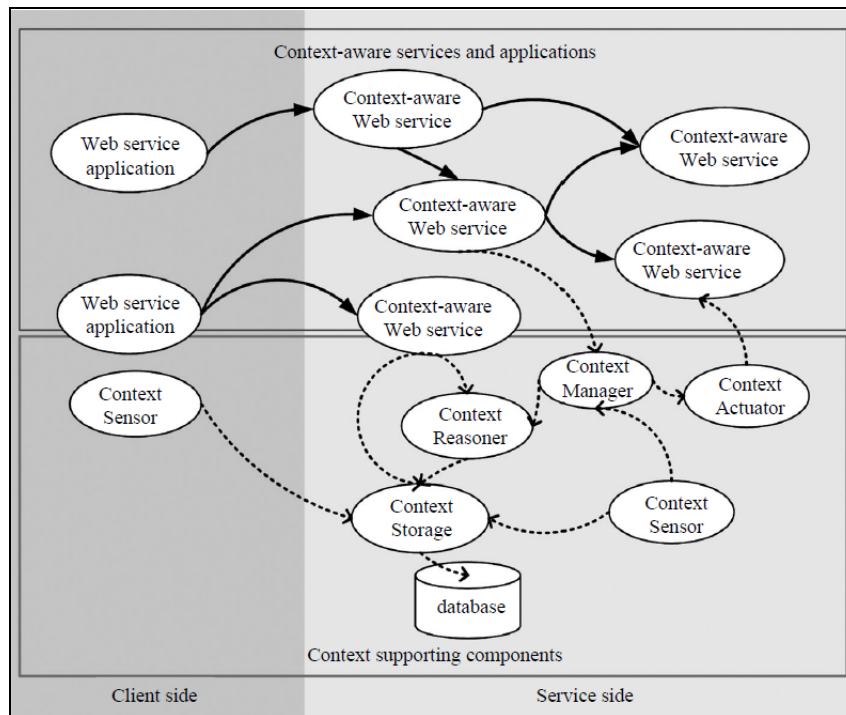 Context-aware services and applications
Context-aware
Web service
Web service
application
Context-aware
Web service
Context-aware
Web service
Context-aware
Web service
Web service
application
Context-aware
Web service
Context
Sensor
Context
Manager
Context
Actuator
Context
Reasoner
Context
Storage
Context
Sensor
database
Context supporting components
Client side
Service side